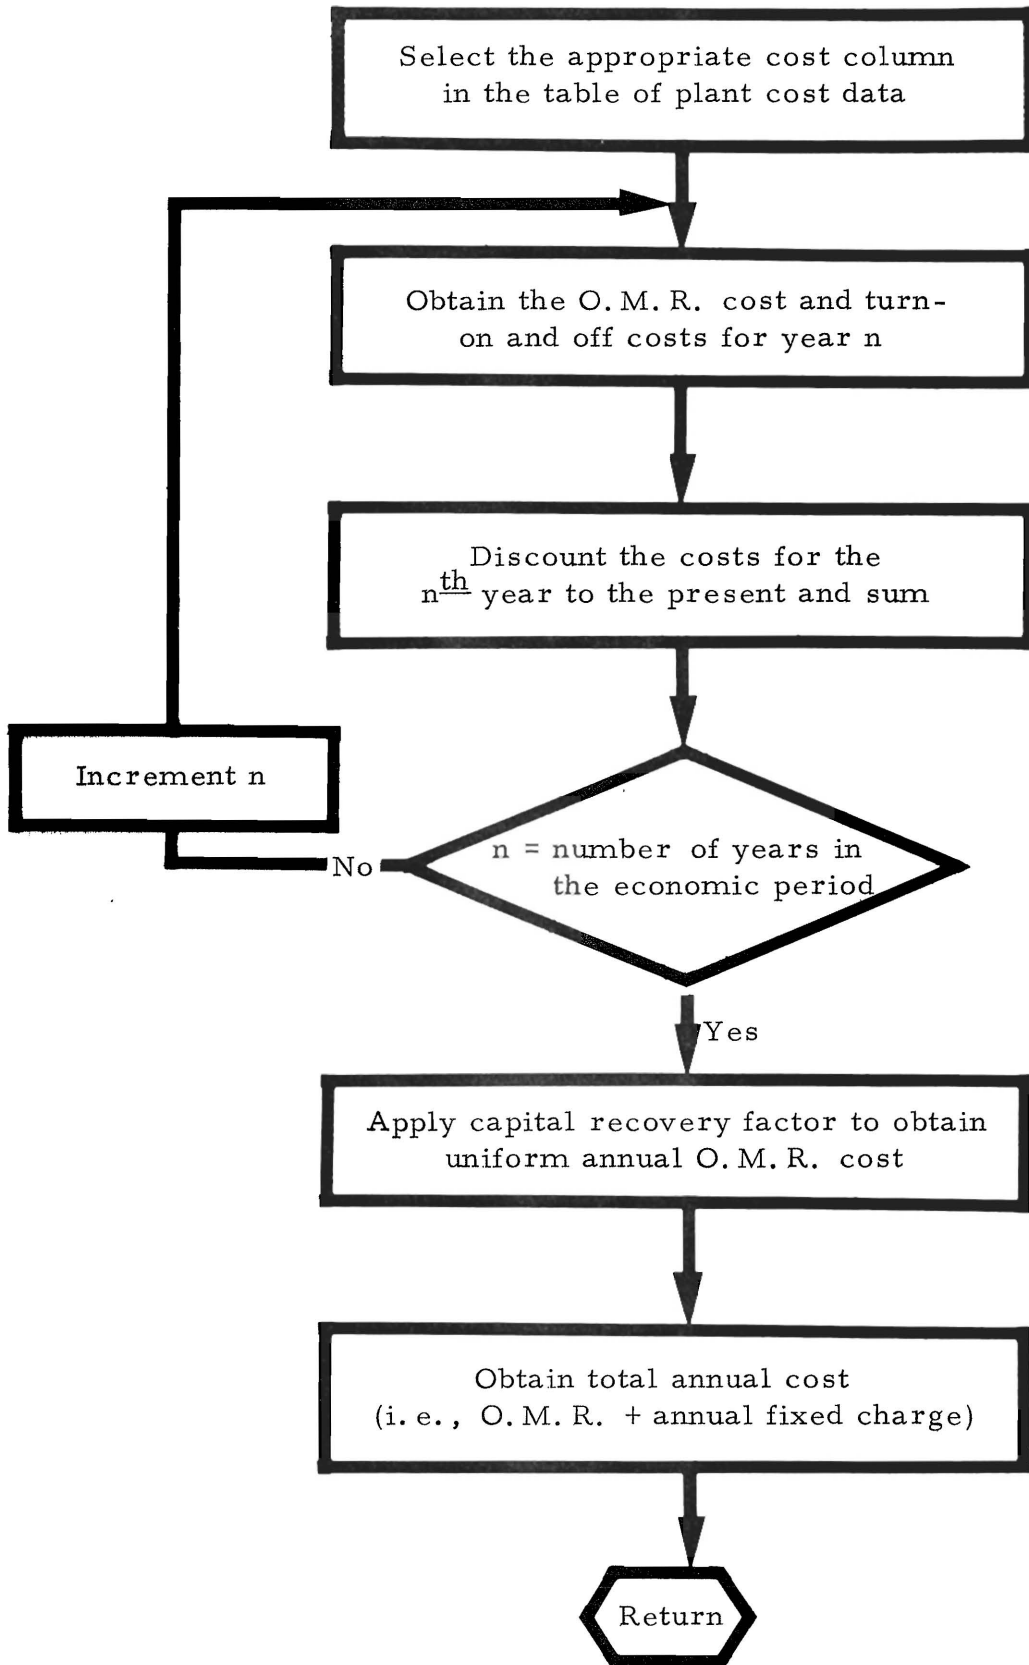 Select the appropriate cost column
in the table of plant cost data
Obtain the O. M. R. cost and turn-
on and off costs for year n
Discount the costs for the
nth year to the present and sum
Increment n
n = number of years in
the economic period
No
Yes
Apply capital recovery factor to obtain
uniform annual O. M. R. cost
Obtain total annual cost
(i. e., O. M. R. + annual fixed charge)
Return